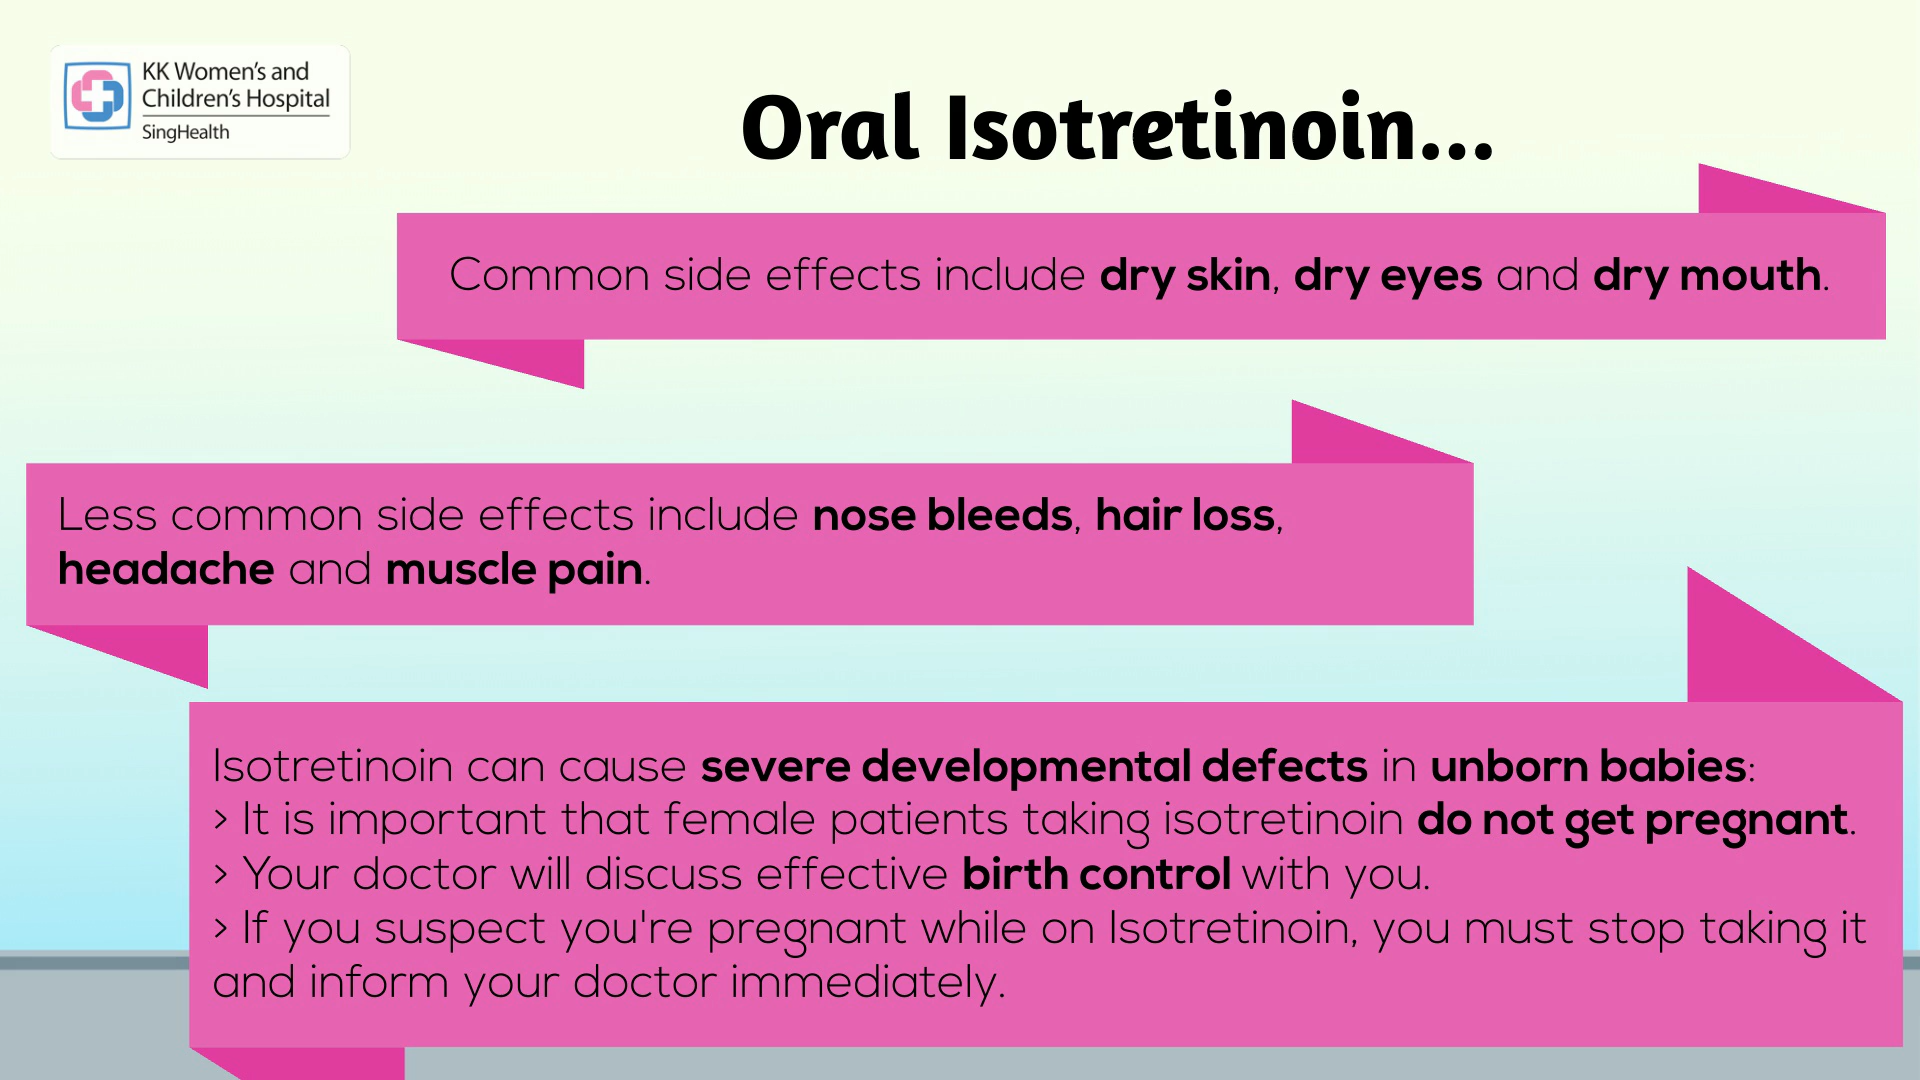 KK Women's and
Children's Hospital
SingHealth
Oral Isotretinoin...
Common side effects include dry skin, dry eyes and dry mouth.
Less common side effects include nose bleeds, hair loss,
headache and muscle pain.
Isotretinoin can cause severe developmental defects in unborn babies:
> It is important that female patients taking isotretinoin do not get pregnant.
> Your doctor will discuss effective birth control with you.
> If you suspect you're pregnant while on Isotretinoin, you must stop taking it
and inform your doctor immediately.